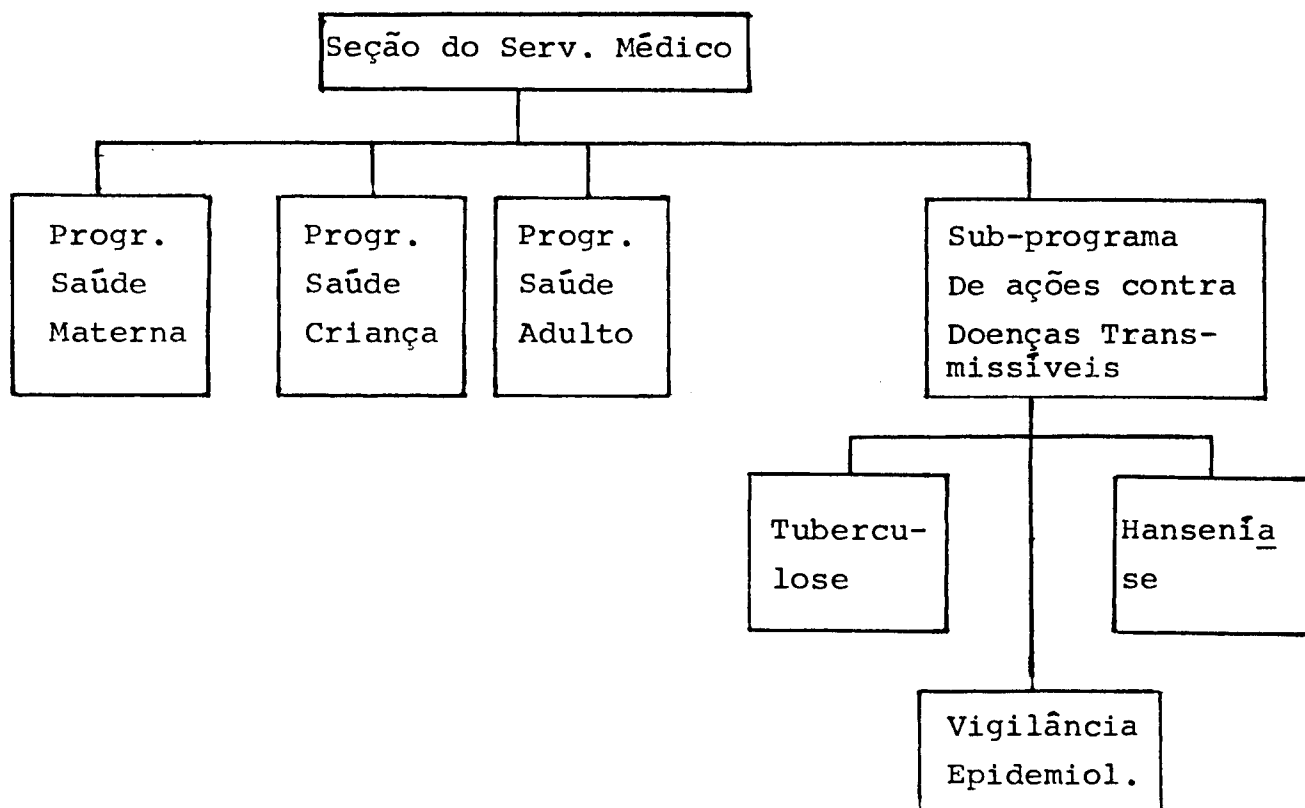 Seção do Serv. Médico
Progr.
Saúde
Materna
Progr.
Saúde
Criança
Progr.
Saúde
Adulto
Sub-programa
De ações contra
Doenças Trans-
missíveis
Tubercu-
lose
Hansenía
se
Vigilância
Epidemiol.